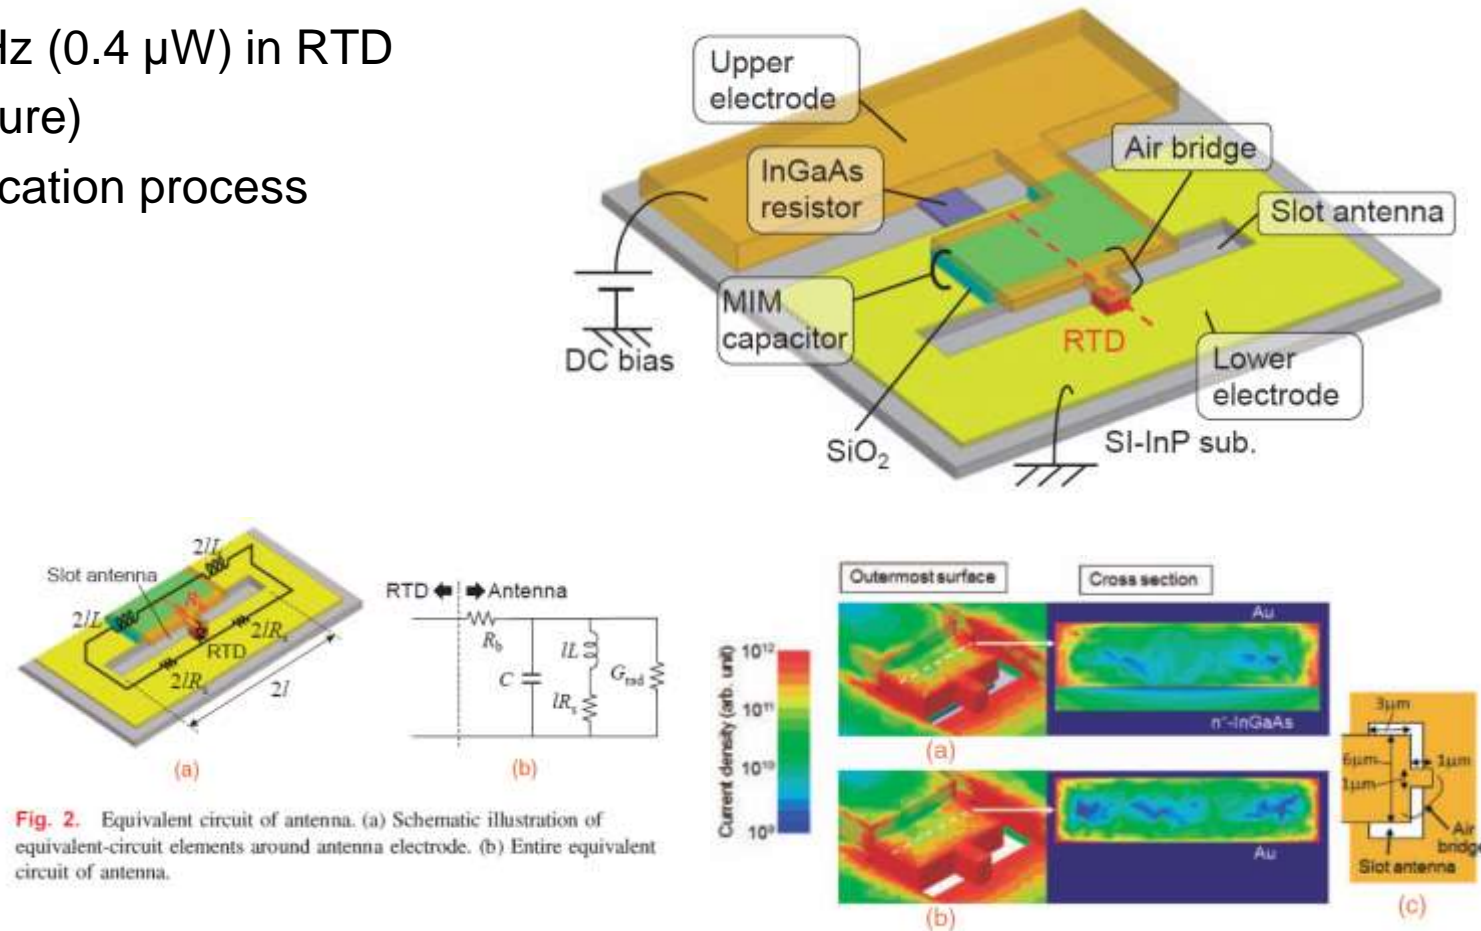 Hz (0.4 µW) in RTD
ure)
cation process
Upper
electrode
InGaAs
resistor
Air bridge
Slot antenna
MIM
capacitor
DC bias
RTD
Lower
electrode
SiO2
SI-InP sub.
2lL
Slot antenna
2lL
2lRs
RTD
2lRs
2l
(a)
RTD Antenna
Rb
lL
C
Grad
lRs
(b)
Fig. 2. Equivalent circuit of antenna. (a) Schematic illustration of
equivalent-circuit elements around antenna electrode. (b) Entire equivalent
circuit of antenna.
Outermost surface
Cross section
Current density (arb. unit)
10^12
10^11
10^10
10^9
Au
n+-InGaAs
(a)
Au
(b)
3µm
6µm
1µm
1µm
Air
bridge
Slot antenna
(c)